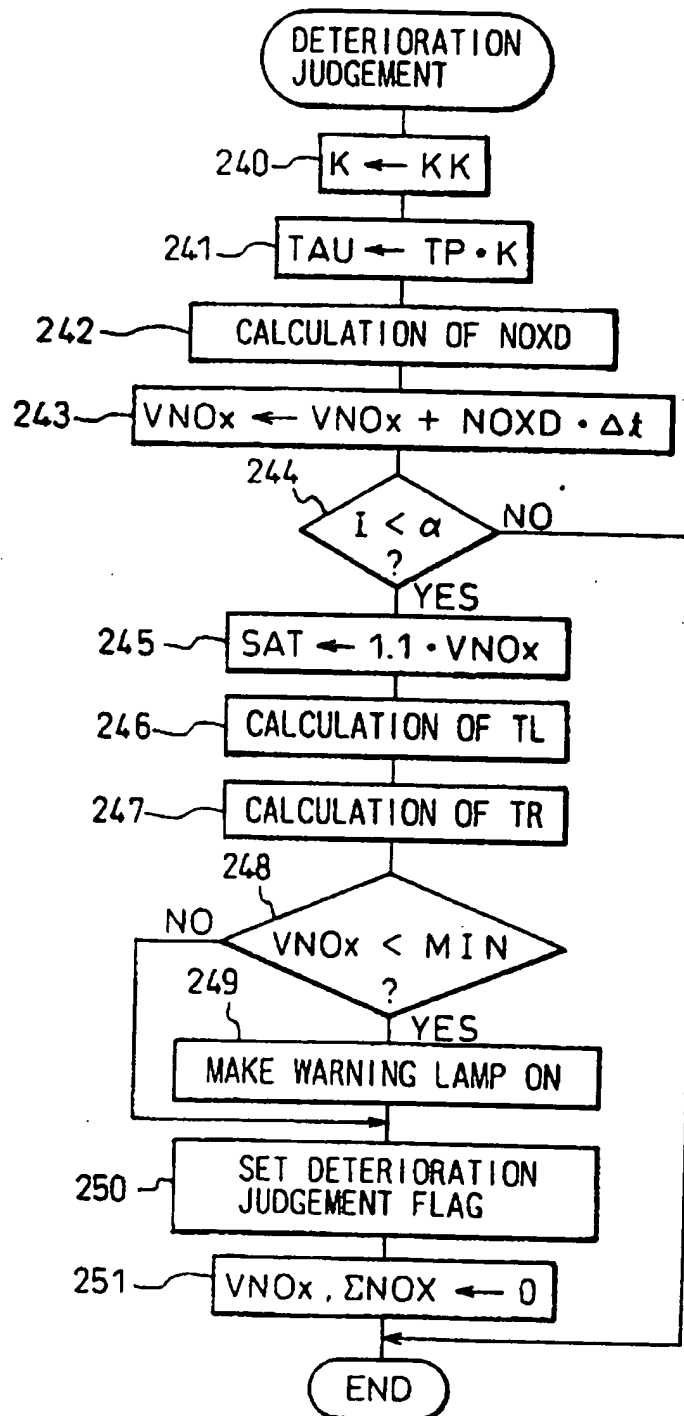 DETERIORATION
JUDGEMENT
240
K ← KK
241
TAU ← TP・K
242
CALCULATION OF NOXD
243
VNOx ← VNOx + NOXD・Δt
244
I < α
?
NO
YES
245
SAT ← 1.1・VNOx
246
CALCULATION OF TL
247
CALCULATION OF TR
248
NO
VNOx < MIN
?
249
YES
MAKE WARNING LAMP ON
250
SET DETERIORATION
JUDGEMENT FLAG
251
VNOx , ΣNOX ← 0
END